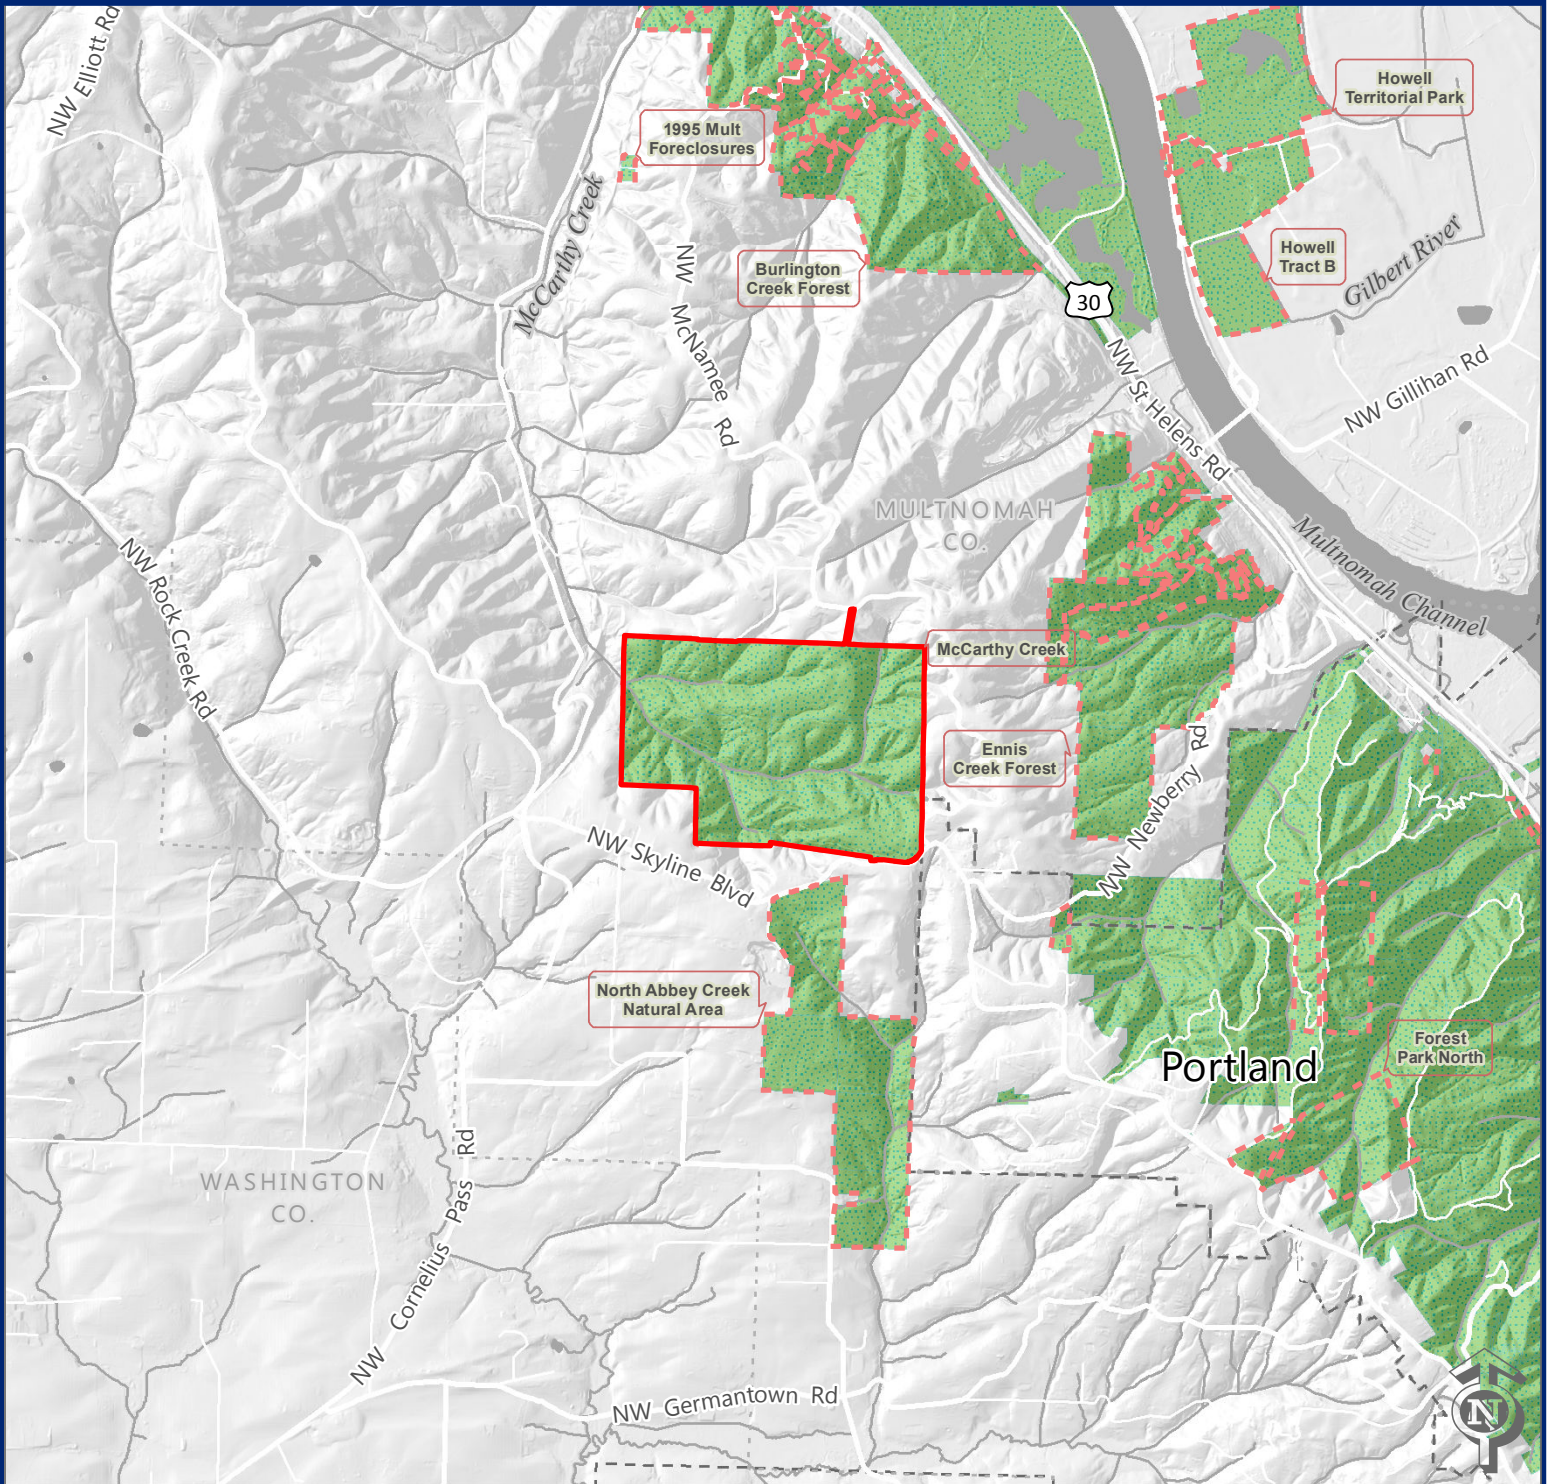 NW Elliott Rd
Howell
Territorial Park
1995 Mult
Foreclosures
McCarthy Creek
Howell
Tract B
Gilbert River
Burlington
Creek Forest
NW McNamee Rd
30
NW St Helens Rd
NW Gillihan Rd
MULTNOMAH
CO.
Multnomah Channel
NW Rock Creek Rd
McCarthy Creek
Ennis
Creek Forest
NW Newberry Rd
NW Skyline Blvd
North Abbey Creek
Natural Area
Forest
Park North
Portland
WASHINGTON
CO.
NW Cornelius Pass Rd
NW Germantown Rd
N